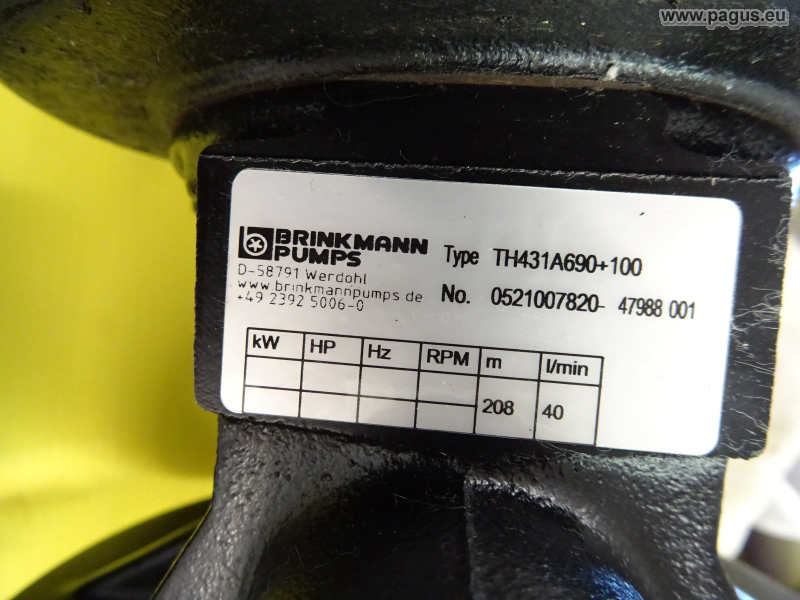 www.pagus.eu
BRINKMANN
PUMPS
D-58791 Werdohl
www.brinkmannpumps.de
+49 2392 5006-0
Type TH431A690+100
No. 0521007820- 47988 001
kW HP Hz RPM m l/min
208 40